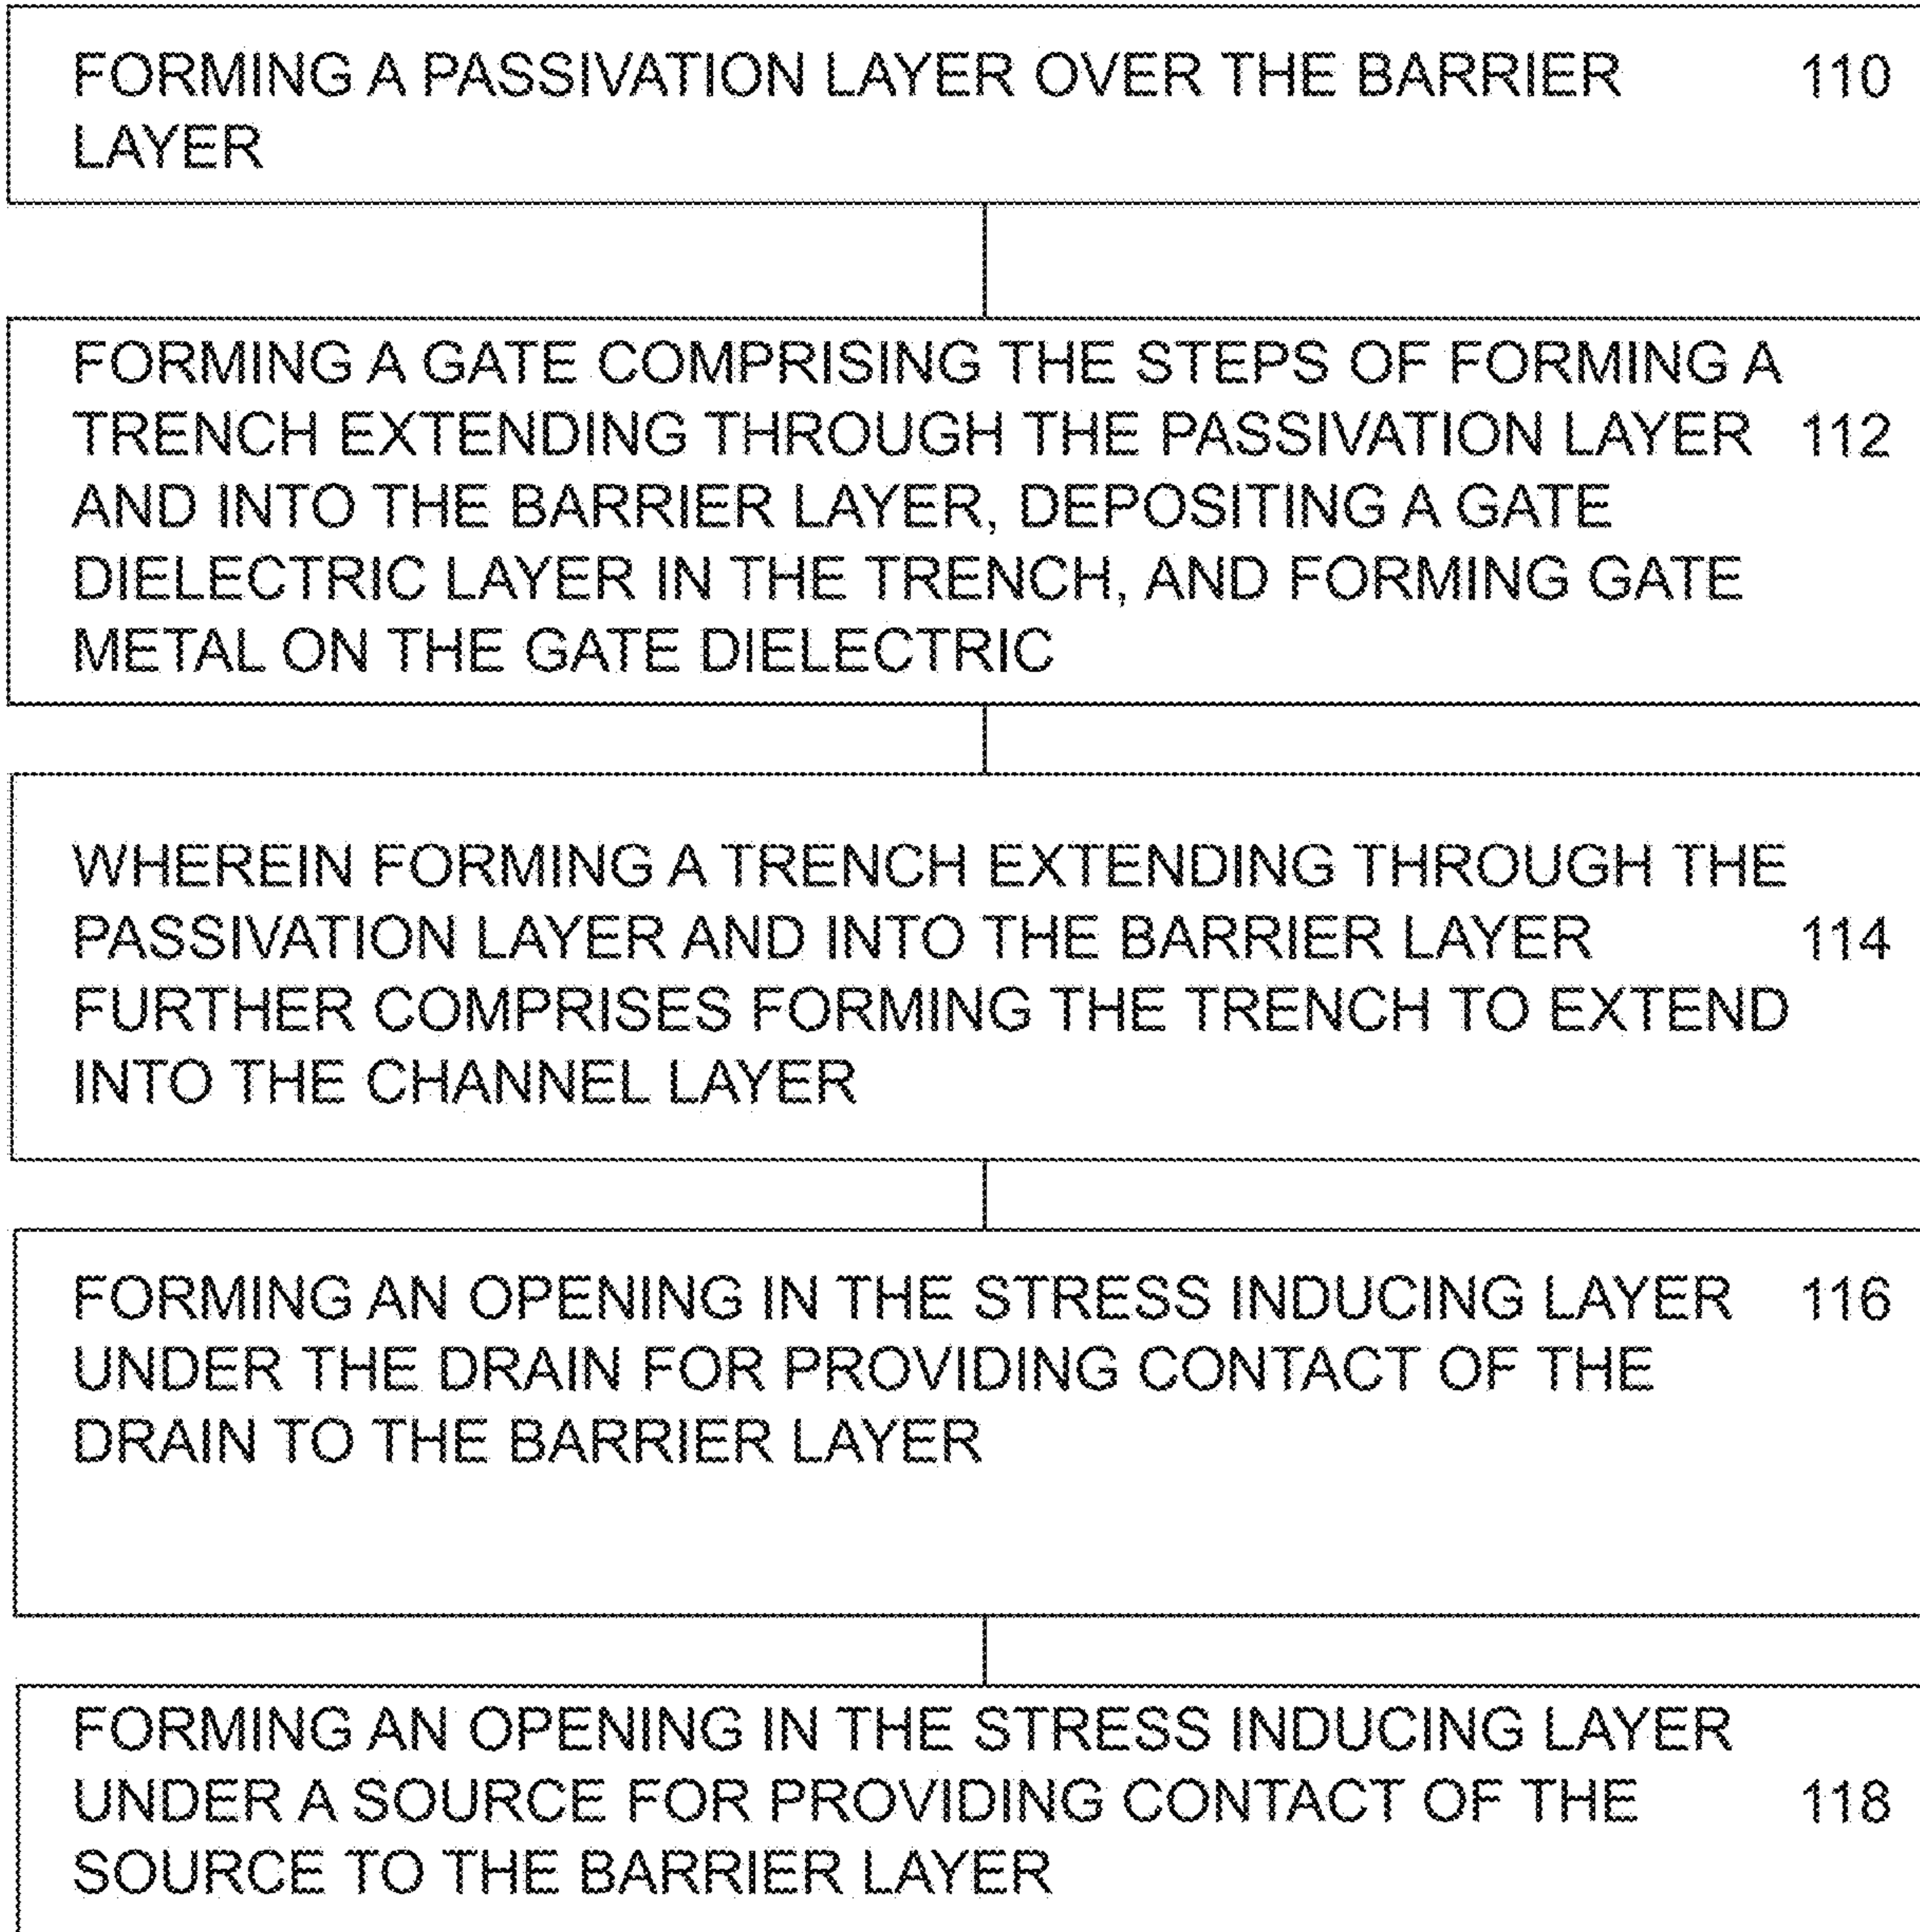 FORMING A PASSIVATION LAYER OVER THE BARRIER 110
LAYER
FORMING A GATE COMPRISING THE STEPS OF FORMING A
TRENCH EXTENDING THROUGH THE PASSIVATION LAYER 112
AND INTO THE BARRIER LAYER, DEPOSITING A GATE
DIELECTRIC LAYER IN THE TRENCH, AND FORMING GATE
METAL ON THE GATE DIELECTRIC
WHEREIN FORMING A TRENCH EXTENDING THROUGH THE
PASSIVATION LAYER AND INTO THE BARRIER LAYER 114
FURTHER COMPRISES FORMING THE TRENCH TO EXTEND
INTO THE CHANNEL LAYER
FORMING AN OPENING IN THE STRESS INDUCING LAYER 116
UNDER THE DRAIN FOR PROVIDING CONTACT OF THE
DRAIN TO THE BARRIER LAYER
FORMING AN OPENING IN THE STRESS INDUCING LAYER
UNDER A SOURCE FOR PROVIDING CONTACT OF THE 118
SOURCE TO THE BARRIER LAYER